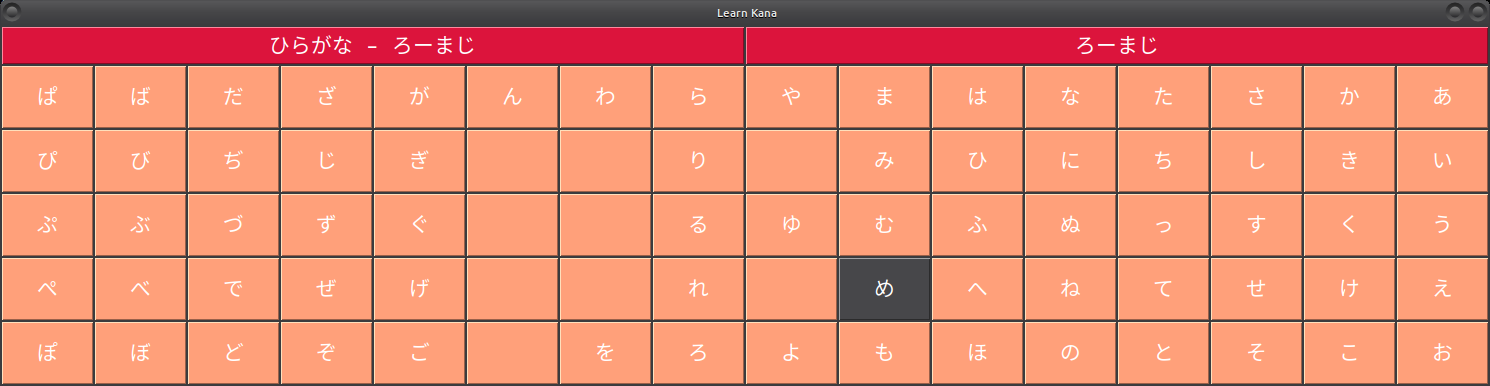 Learn Kana
ひらがな - ろーまじ ろーまじ
ぱ ば だ ざ が ん わ ら や ま は な た さ か あ
ぴ び ぢ じ ぎ り み ひ に ち し き い
ぷ ぶ づ ず ぐ る ゆ む ふ ぬ っ す く う
ぺ べ で ぜ げ れ め へ ね て せ け え
ぽ ぼ ど ぞ ご を ろ よ も ほ の と そ こ お